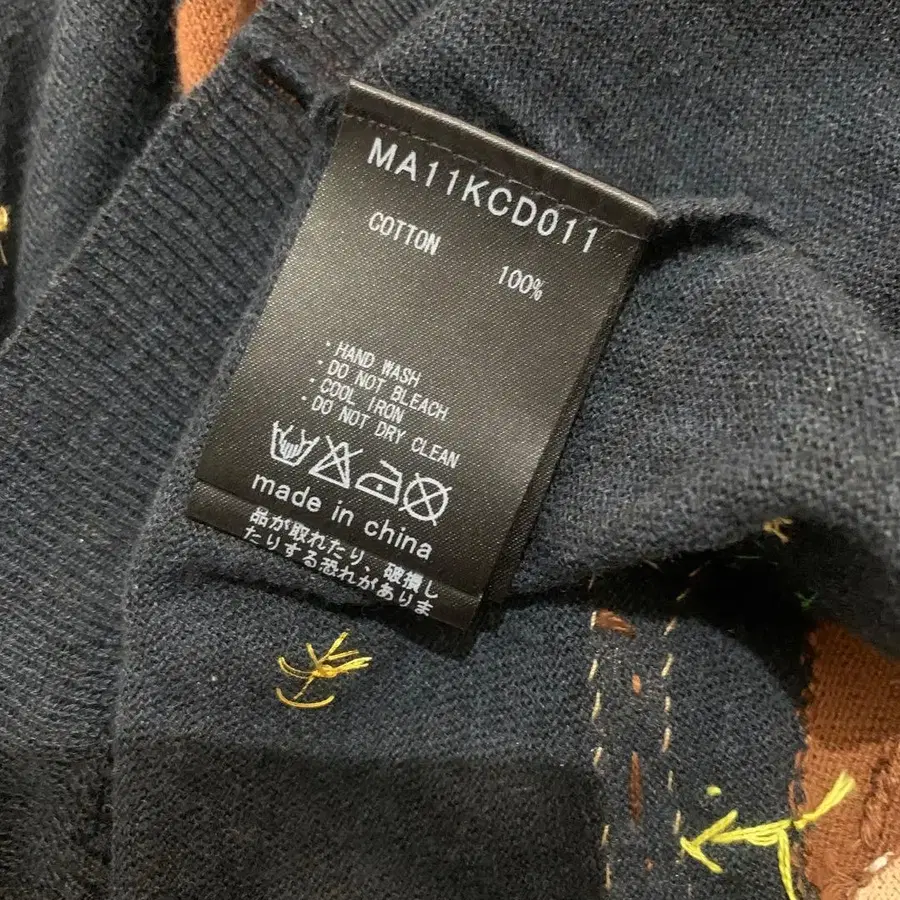 MA11KCD011
COTTON 100%
・HAND WASH
・DO NOT BLEACH
・COOL IRON
・DO NOT DRY CLEAN
made in china
品が取れたり、破損し
たりする恐れがありま